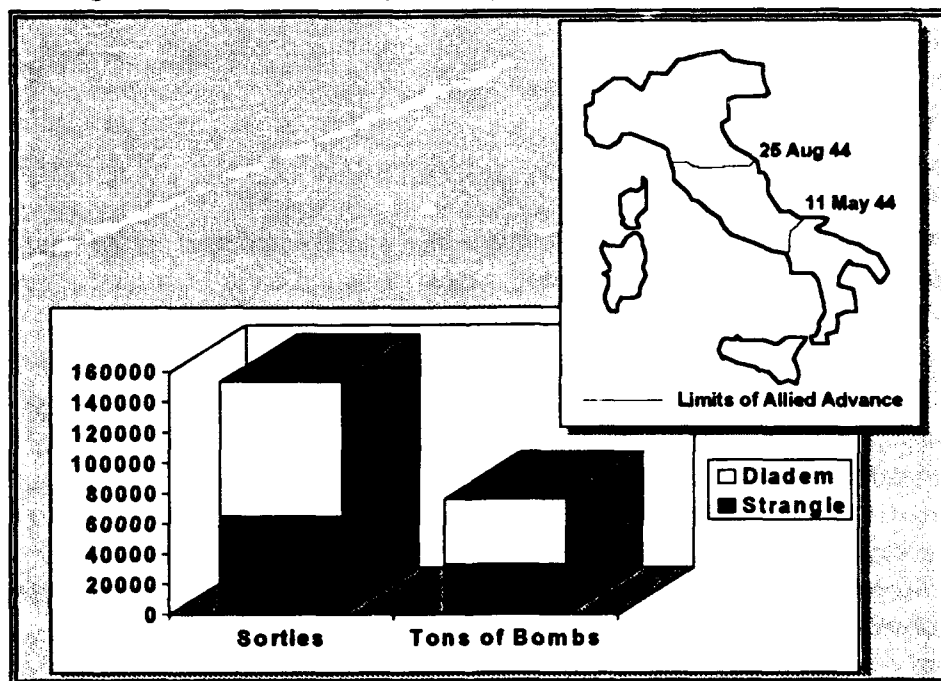 25 Aug 44
11 May 44
Limits of Allied Advance
160000
140000
120000
100000
80000
60000
40000
20000
0
Sorties
Tons of Bombs
Diadem
Strangle